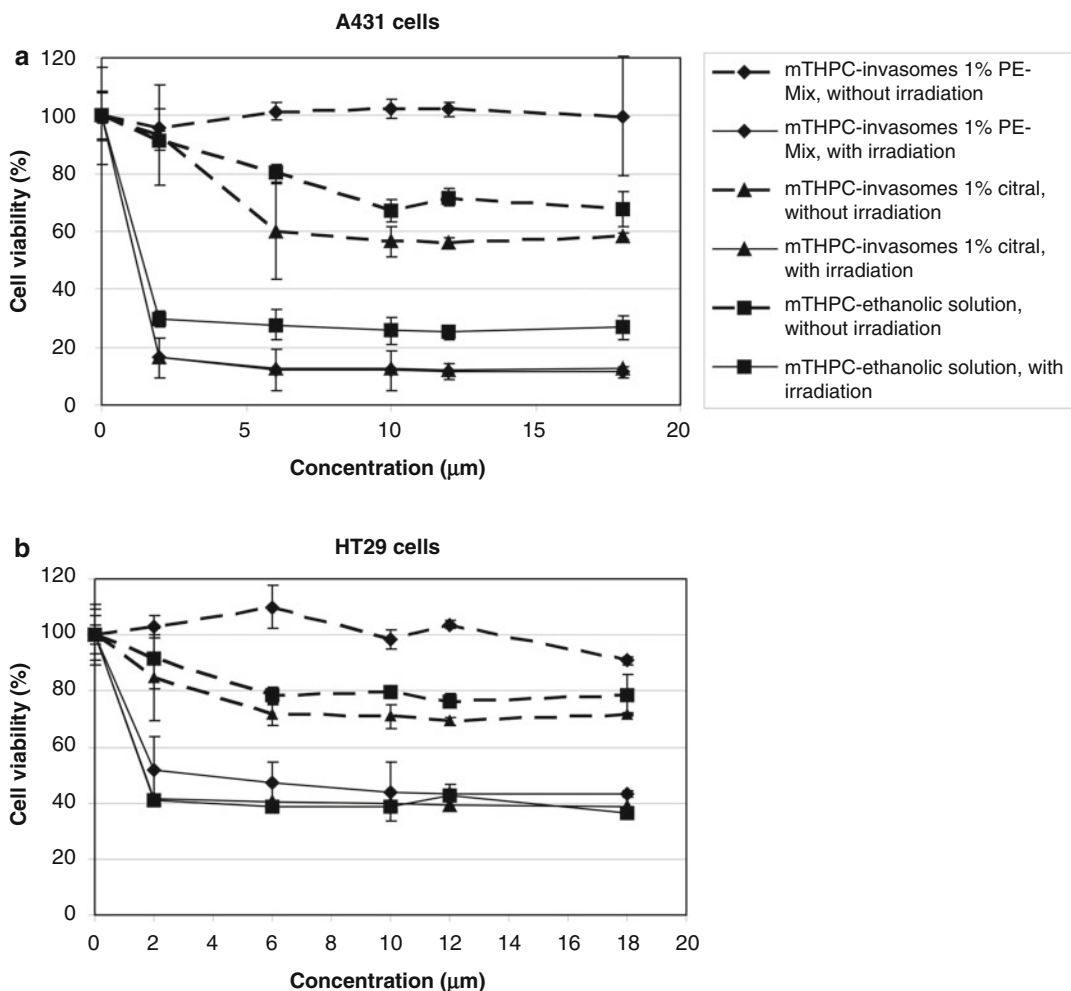 A431 cells
a
120
100
80
60
40
20
0
Cell viability (%)
0 5 10 15 20
Concentration (μm)
mTHPC-invasomes 1% PE-
Mix, without irradiation
mTHPC-invasomes 1% PE-
Mix, with irradiation
mTHPC-invasomes 1% citral,
without irradiation
mTHPC-invasomes 1% citral,
with irradiation
mTHPC-ethanolic solution,
without irradiation
mTHPC-ethanolic solution, with
irradiation
b
HT29 cells
120
100
80
60
40
20
0
Cell viability (%)
0 2 4 6 8 10 12 14 16 18 20
Concentration (μm)